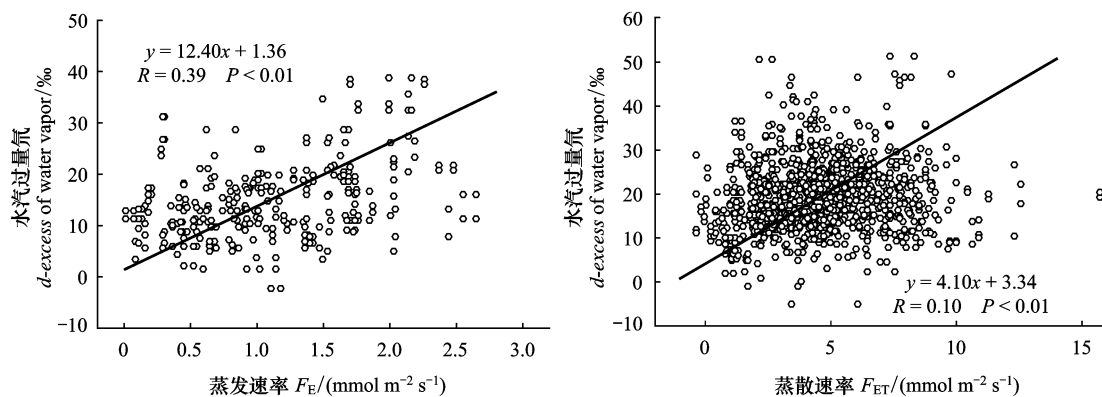 水汽过量氘
d-excess of water vapor/‰
50
40
30
20
10
0
−10
y = 12.40x + 1.36
R = 0.39 P < 0.01
0 0.5 1.0 1.5 2.0 2.5 3.0
蒸发速率 FE/(mmol m−2 s−1)
水汽过量氘
d-excess of water vapor/‰
60
50
40
30
20
10
0
−10
y = 4.10x + 3.34
R = 0.10 P < 0.01
0 5 10 15
蒸散速率 FET/(mmol m−2 s−1)